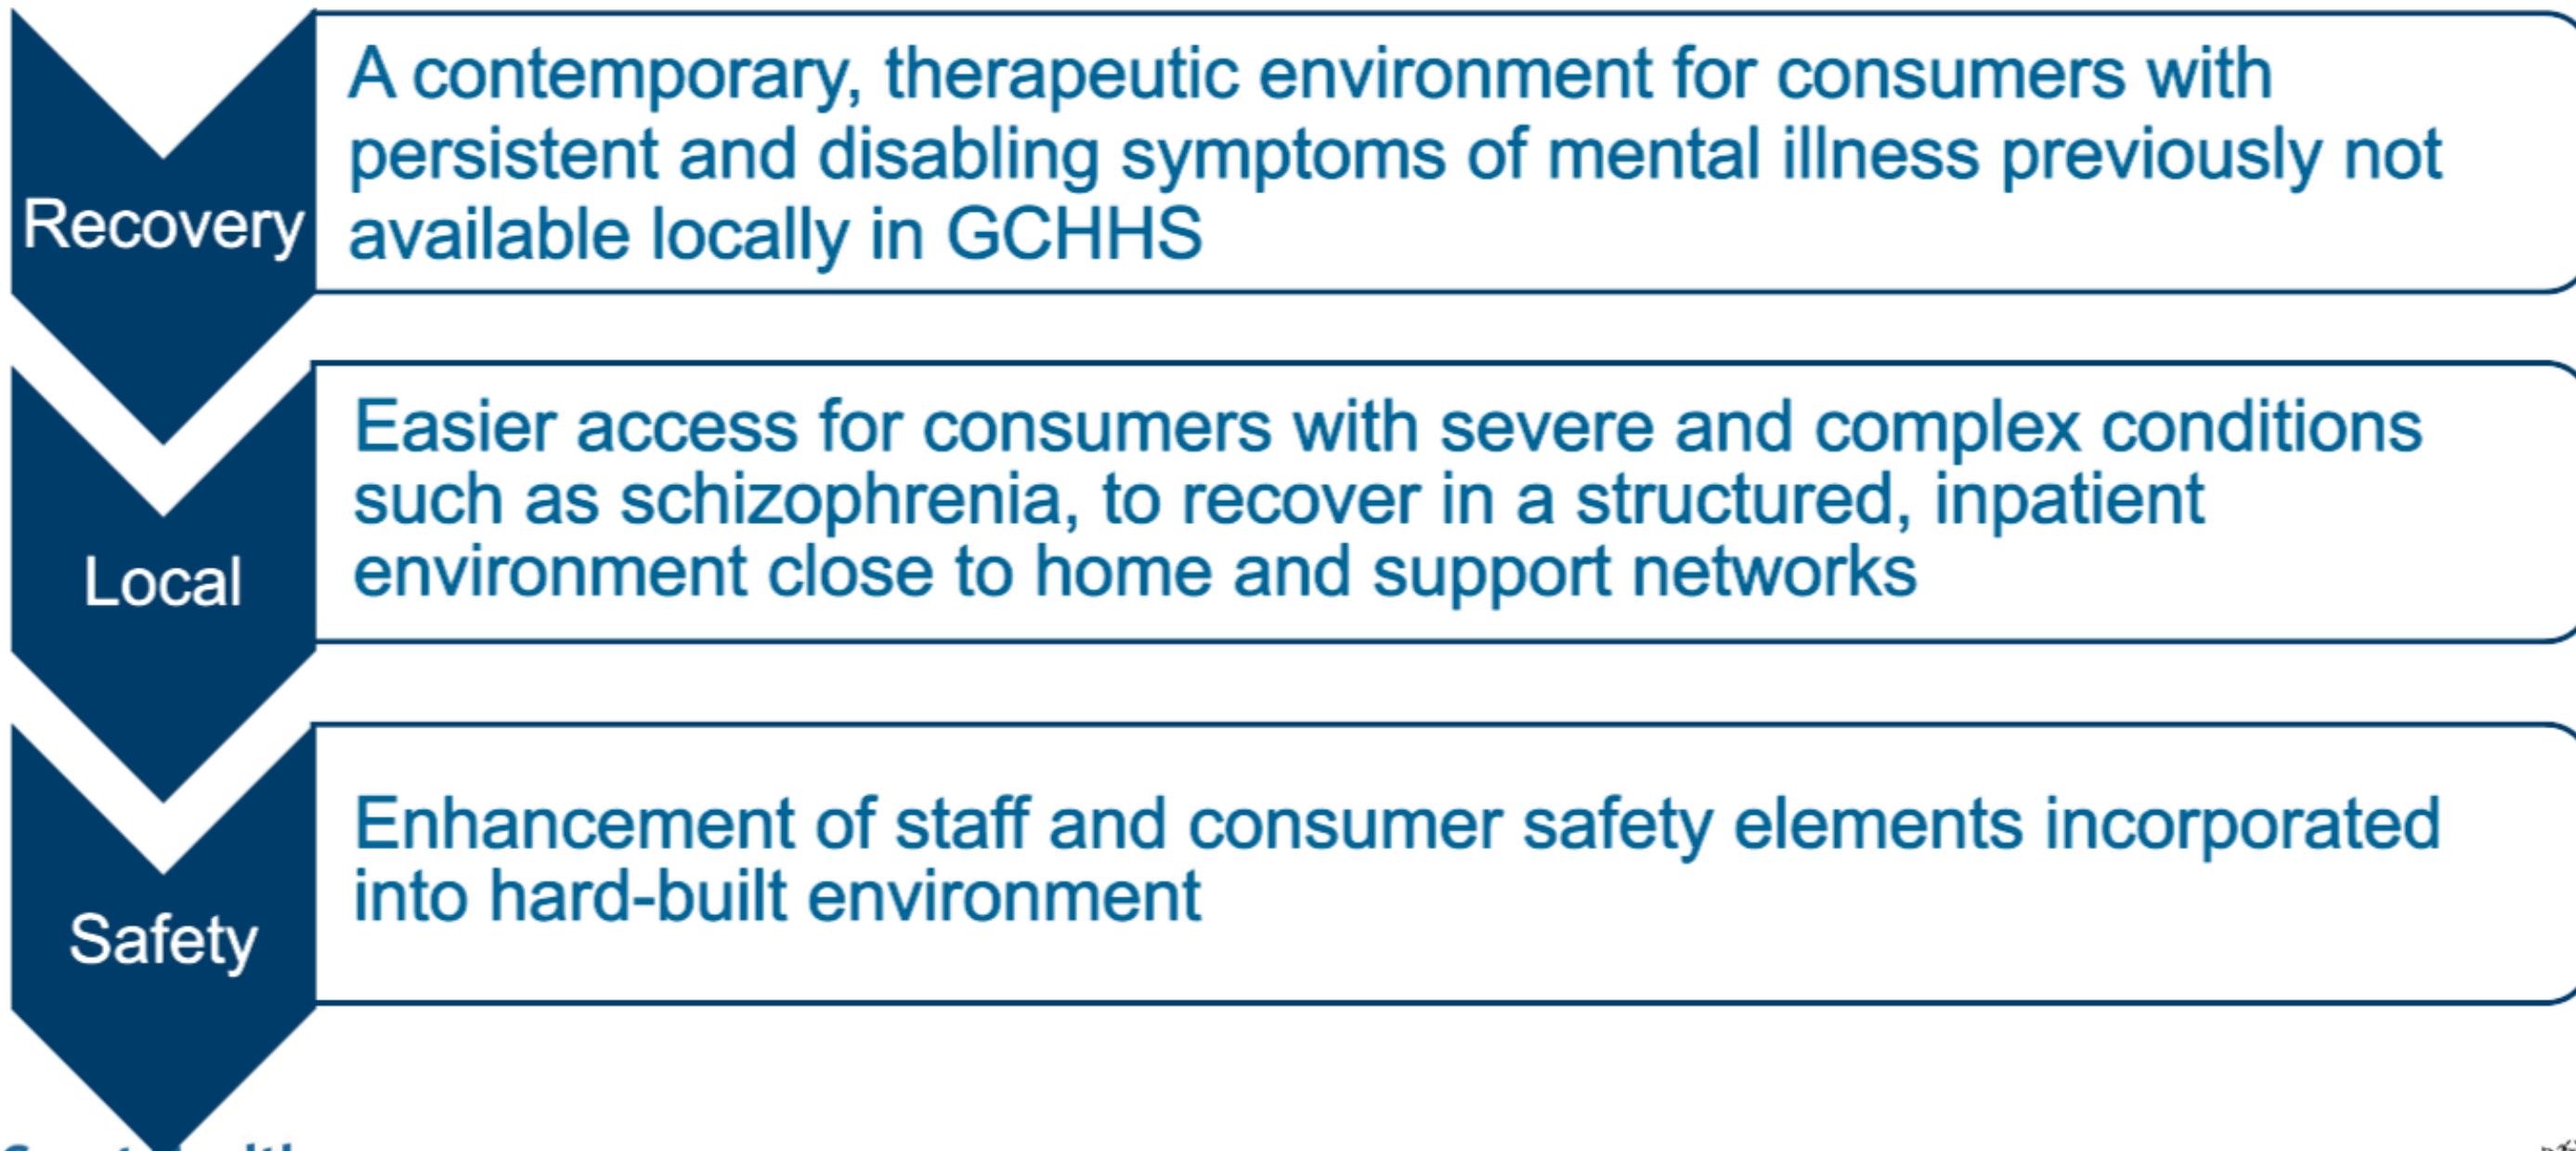 Recovery
A contemporary, therapeutic environment for consumers with
persistent and disabling symptoms of mental illness previously not
available locally in GCHHS
Local
Easier access for consumers with severe and complex conditions
such as schizophrenia, to recover in a structured, inpatient
environment close to home and support networks
Safety
Enhancement of staff and consumer safety elements incorporated
into hard-built environment